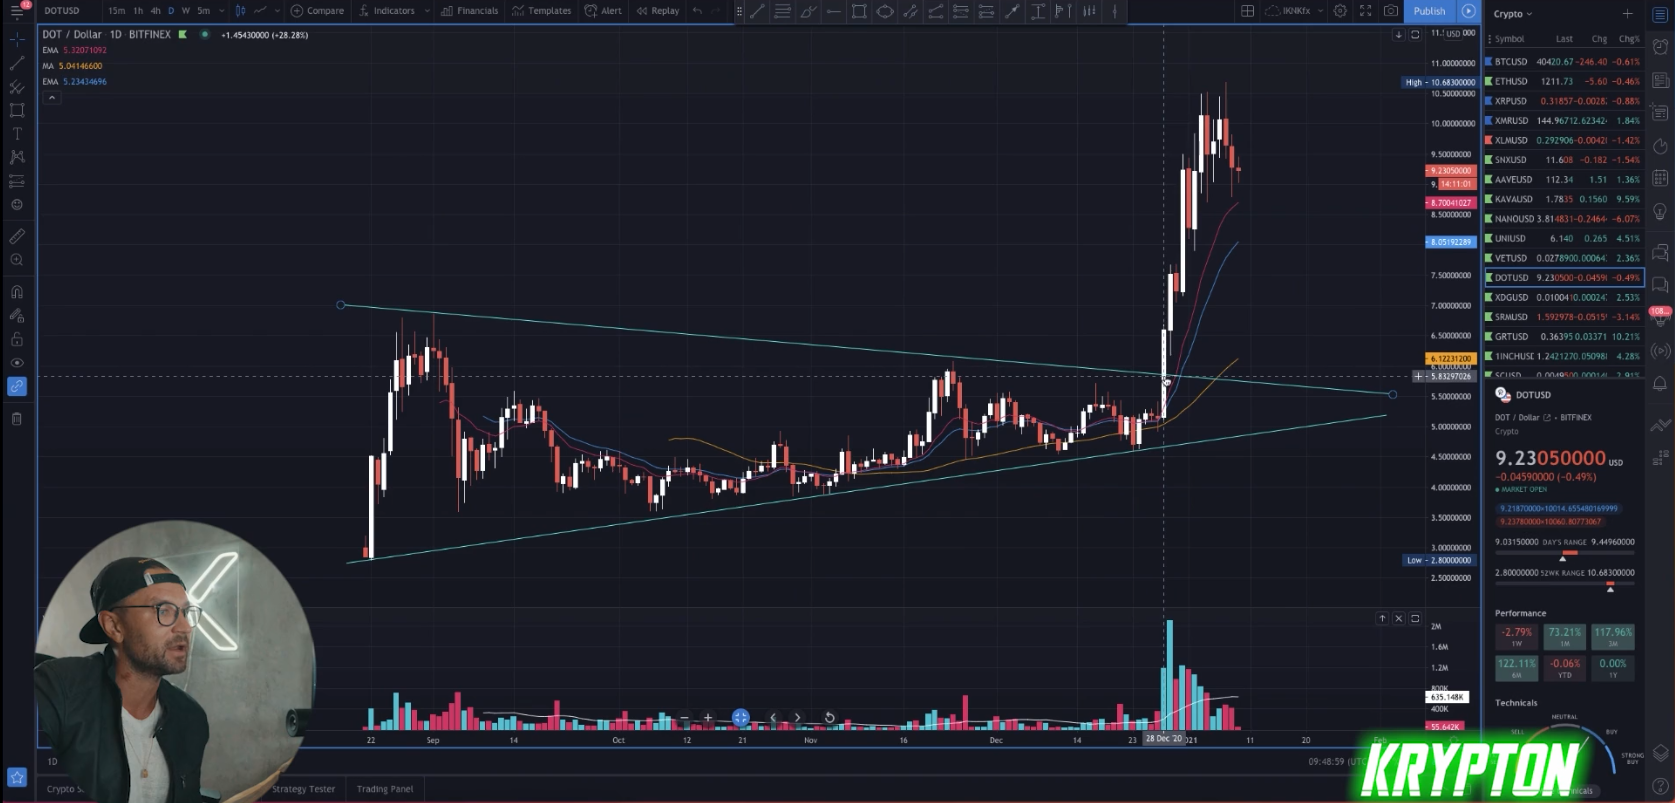 12
DOTUSD 15m 1h 4h D W 5m Compare Indicators Financials Templates Alert Replay IKNKfx Publish
DOT / Dollar · 1D · BITFINEX +1.45430000 (+28.28%)
EMA 5.32071092
MA 5.04146600
EMA 5.23434696
USD
11.00000000
High - 10.68300000
10.50000000
10.00000000
9.50000000
9.23050000
14:11:01
8.70041027
8.50000000
8.05192289
7.50000000
7.00000000
6.50000000
6.12231200
6.00000000
5.83297026
5.50000000
5.00000000
4.50000000
4.00000000
3.50000000
3.00000000
Low - 2.80000000
2.50000000
2M
1.6M
1.2M
800K
635.148K
400K
55.642K
22 Sep 14 Oct 12 21 Nov 16 Dec 14 23 28 Dec '20 2021 11 20 Feb
1D
09:48:59 (UTC
Strategy Tester Trading Panel
Crypto
Symbol Last Chg Chg%
BTCUSD 40420.67 -246.40 -0.61%
ETHUSD 1211.73 -5.60 -0.46%
XRPUSD 0.31857 -0.0028 -0.88%
XMRUSD 144.9671 2.62342 1.84%
XLMUSD 0.292906 -0.0042 -1.42%
SNXUSD 11.608 -0.182 -1.54%
AAVEUSD 112.34 1.51 1.36%
KAVAUSD 1.7835 0.1560 9.59%
NANOUSD 3.814831 -0.2464 -6.07%
UNIUSD 6.140 0.265 4.51%
VETUSD 0.0278900 0.00064 2.36%
DOTUSD 9.230500 -0.0459 -0.49%
XDGUSD 0.0100410 0.00024 2.53%
SRMUSD 1.592978 -0.0515 -3.14%
GRTUSD 0.36395 0.03371 10.21%
1INCHUSD 1.242127 0.05098 4.28%
DOTUSD
DOT / Dollar · BITFINEX
Crypto
9.23050000 USD
-0.04590000 (-0.49%)
MARKET OPEN
9.21870000×10014.655480169999
9.23780000×10060.80773067
9.03150000 DAY'S RANGE 9.44960000
2.80000000 52WK RANGE 10.68300000
Performance
-2.79% 73.21% 117.96%
1W 1M 3M
122.11% -0.06% 0.00%
6M YTD 1Y
Technicals
NEUTRAL
SELL BUY
STRONG
BUY
KRYPTON